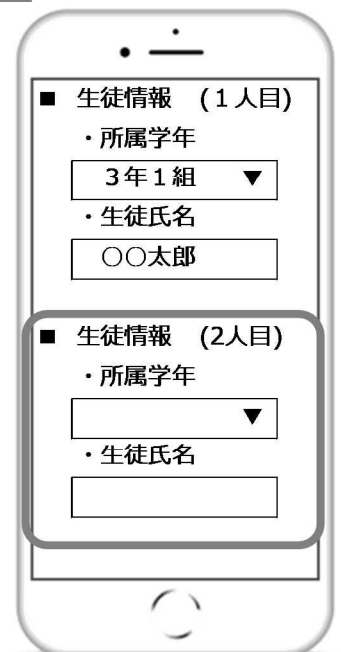 ■ 生徒情報 (1人目)
・所属学年
3年1組 ▼
・生徒氏名
○○太郎
■ 生徒情報 (2人目)
・所属学年
▼
・生徒氏名